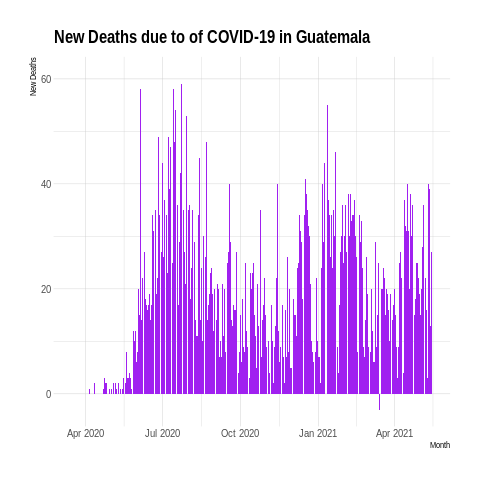 New Deaths due to of COVID-19 in Guatemala
New Deaths
60
40
20
0
Apr 2020 Jul 2020 Oct 2020 Jan 2021 Apr 2021
Month